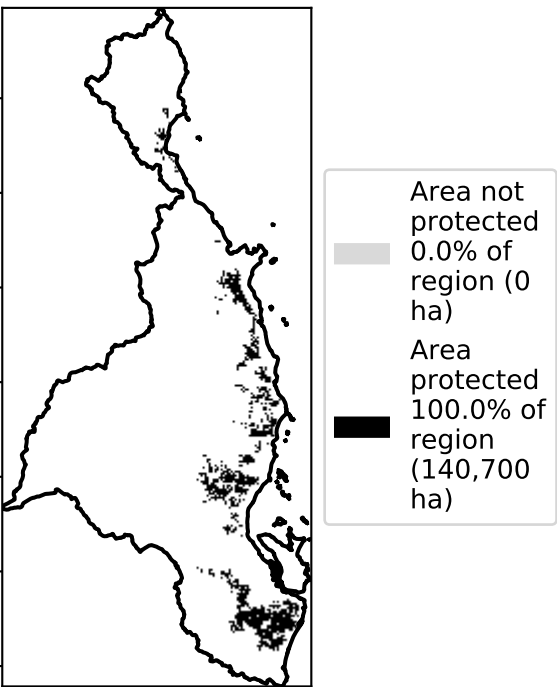 Area not
protected
0.0% of
region (0
ha)
Area
protected
100.0% of
region
(140,700
ha)